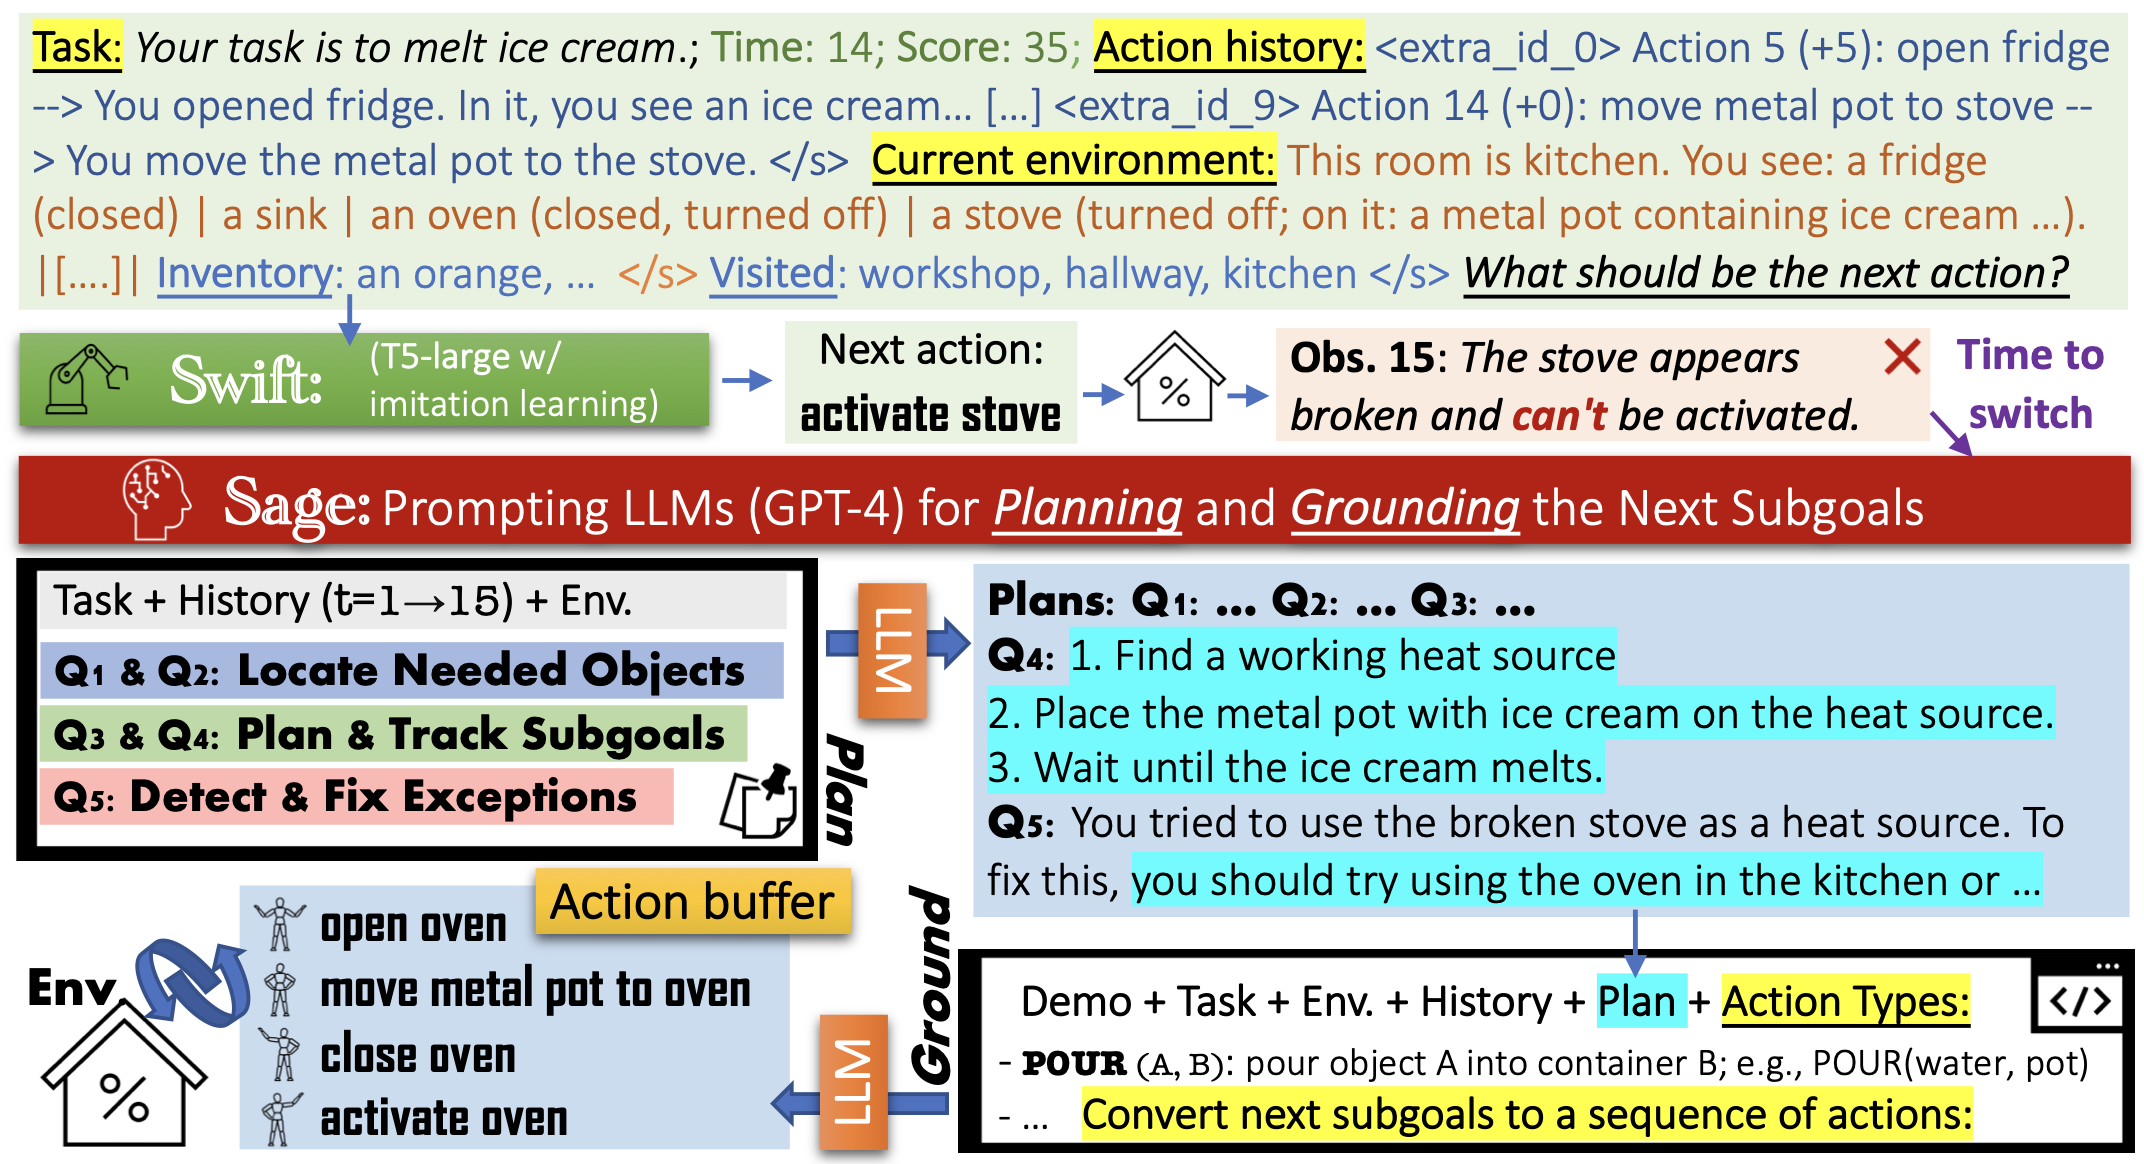 Task: Your task is to melt ice cream.; Time: 14; Score: 35; Action history: <extra_id_0> Action 5 (+5): open fridge
--> You opened fridge. In it, you see an ice cream... […] <extra_id_9> Action 14 (+0): move metal pot to stove --
> You move the metal pot to the stove. </s> Current environment: This room is kitchen. You see: a fridge
(closed) | a sink | an oven (closed, turned off) | a stove (turned off; on it: a metal pot containing ice cream …).
|[….]| Inventory: an orange, … </s> Visited: workshop, hallway, kitchen </s> What should be the next action?
Swift: (T5-large w/
imitation learning)
Next action:
activate stove
%
Obs. 15: The stove appears
broken and can't be activated.
Time to
switch
Sage: Prompting LLMs (GPT-4) for Planning and Grounding the Next Subgoals
Task + History (t=1→15) + Env.
Q1 & Q2: Locate Needed Objects
Q3 & Q4: Plan & Track Subgoals
Q5: Detect & Fix Exceptions
Plan
LLM
Plans: Q1: … Q2: … Q3: …
Q4: 1. Find a working heat source
2. Place the metal pot with ice cream on the heat source.
3. Wait until the ice cream melts.
Q5: You tried to use the broken stove as a heat source. To
fix this, you should try using the oven in the kitchen or …
Ground
Demo + Task + Env. + History + Plan + Action Types:
</>
- POUR (A, B): pour object A into container B; e.g., POUR(water, pot)
- … Convert next subgoals to a sequence of actions:
LLM
Action buffer
open oven
move metal pot to oven
close oven
activate oven
Env.
%